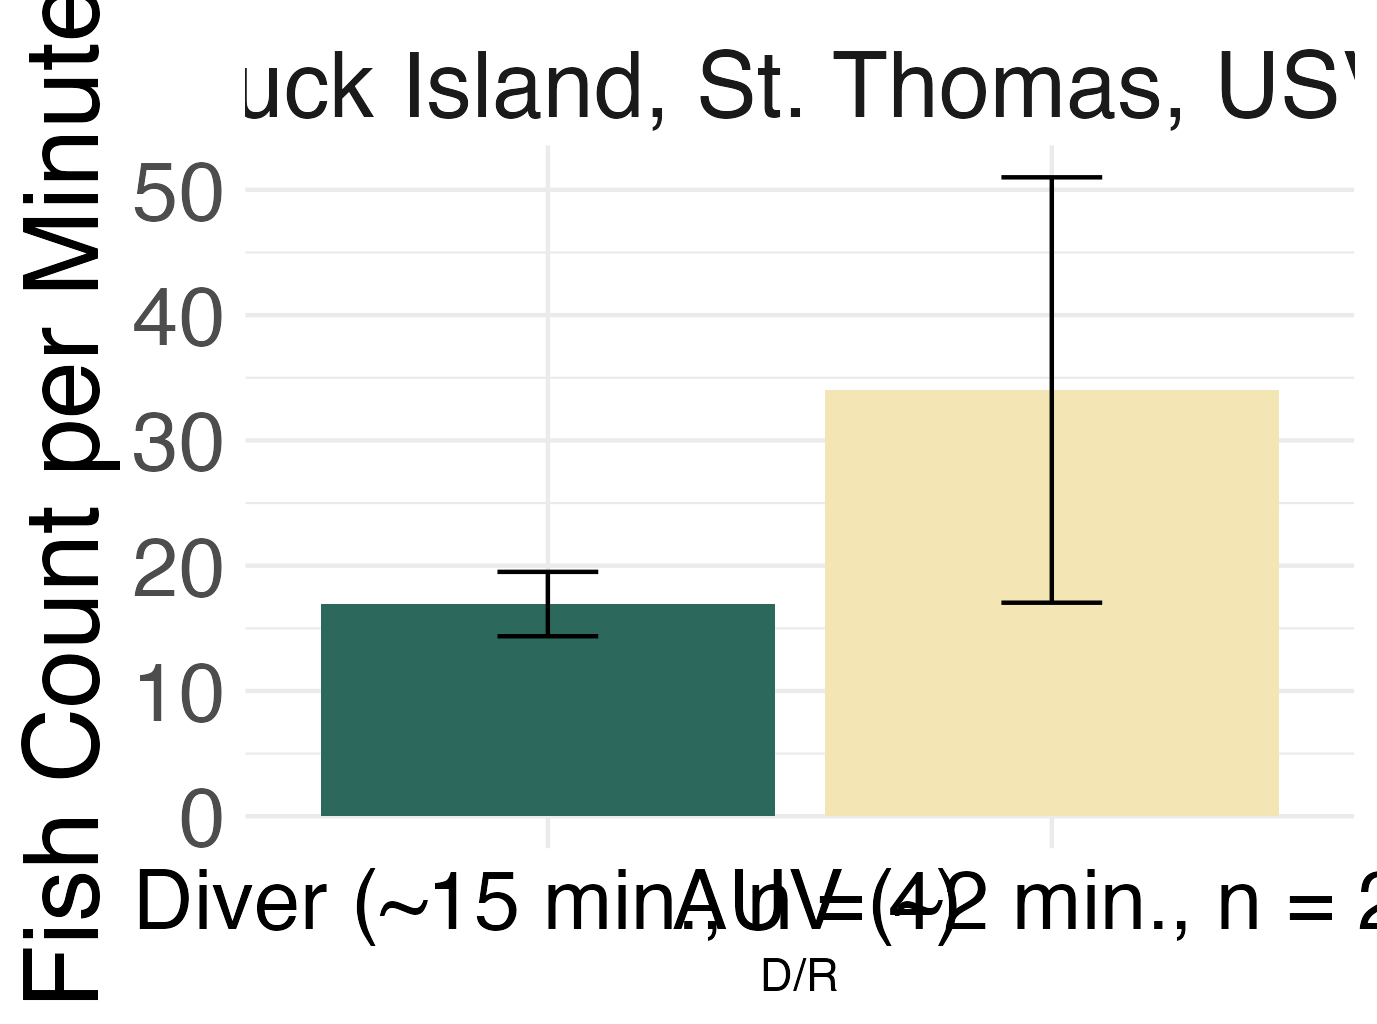 uck Island, St. Thomas, US
Fish Count per Minute
50
40
30
20
10
0
Diver (~15 min., n = 4)
AUV (~2 min., n = 2
D/R